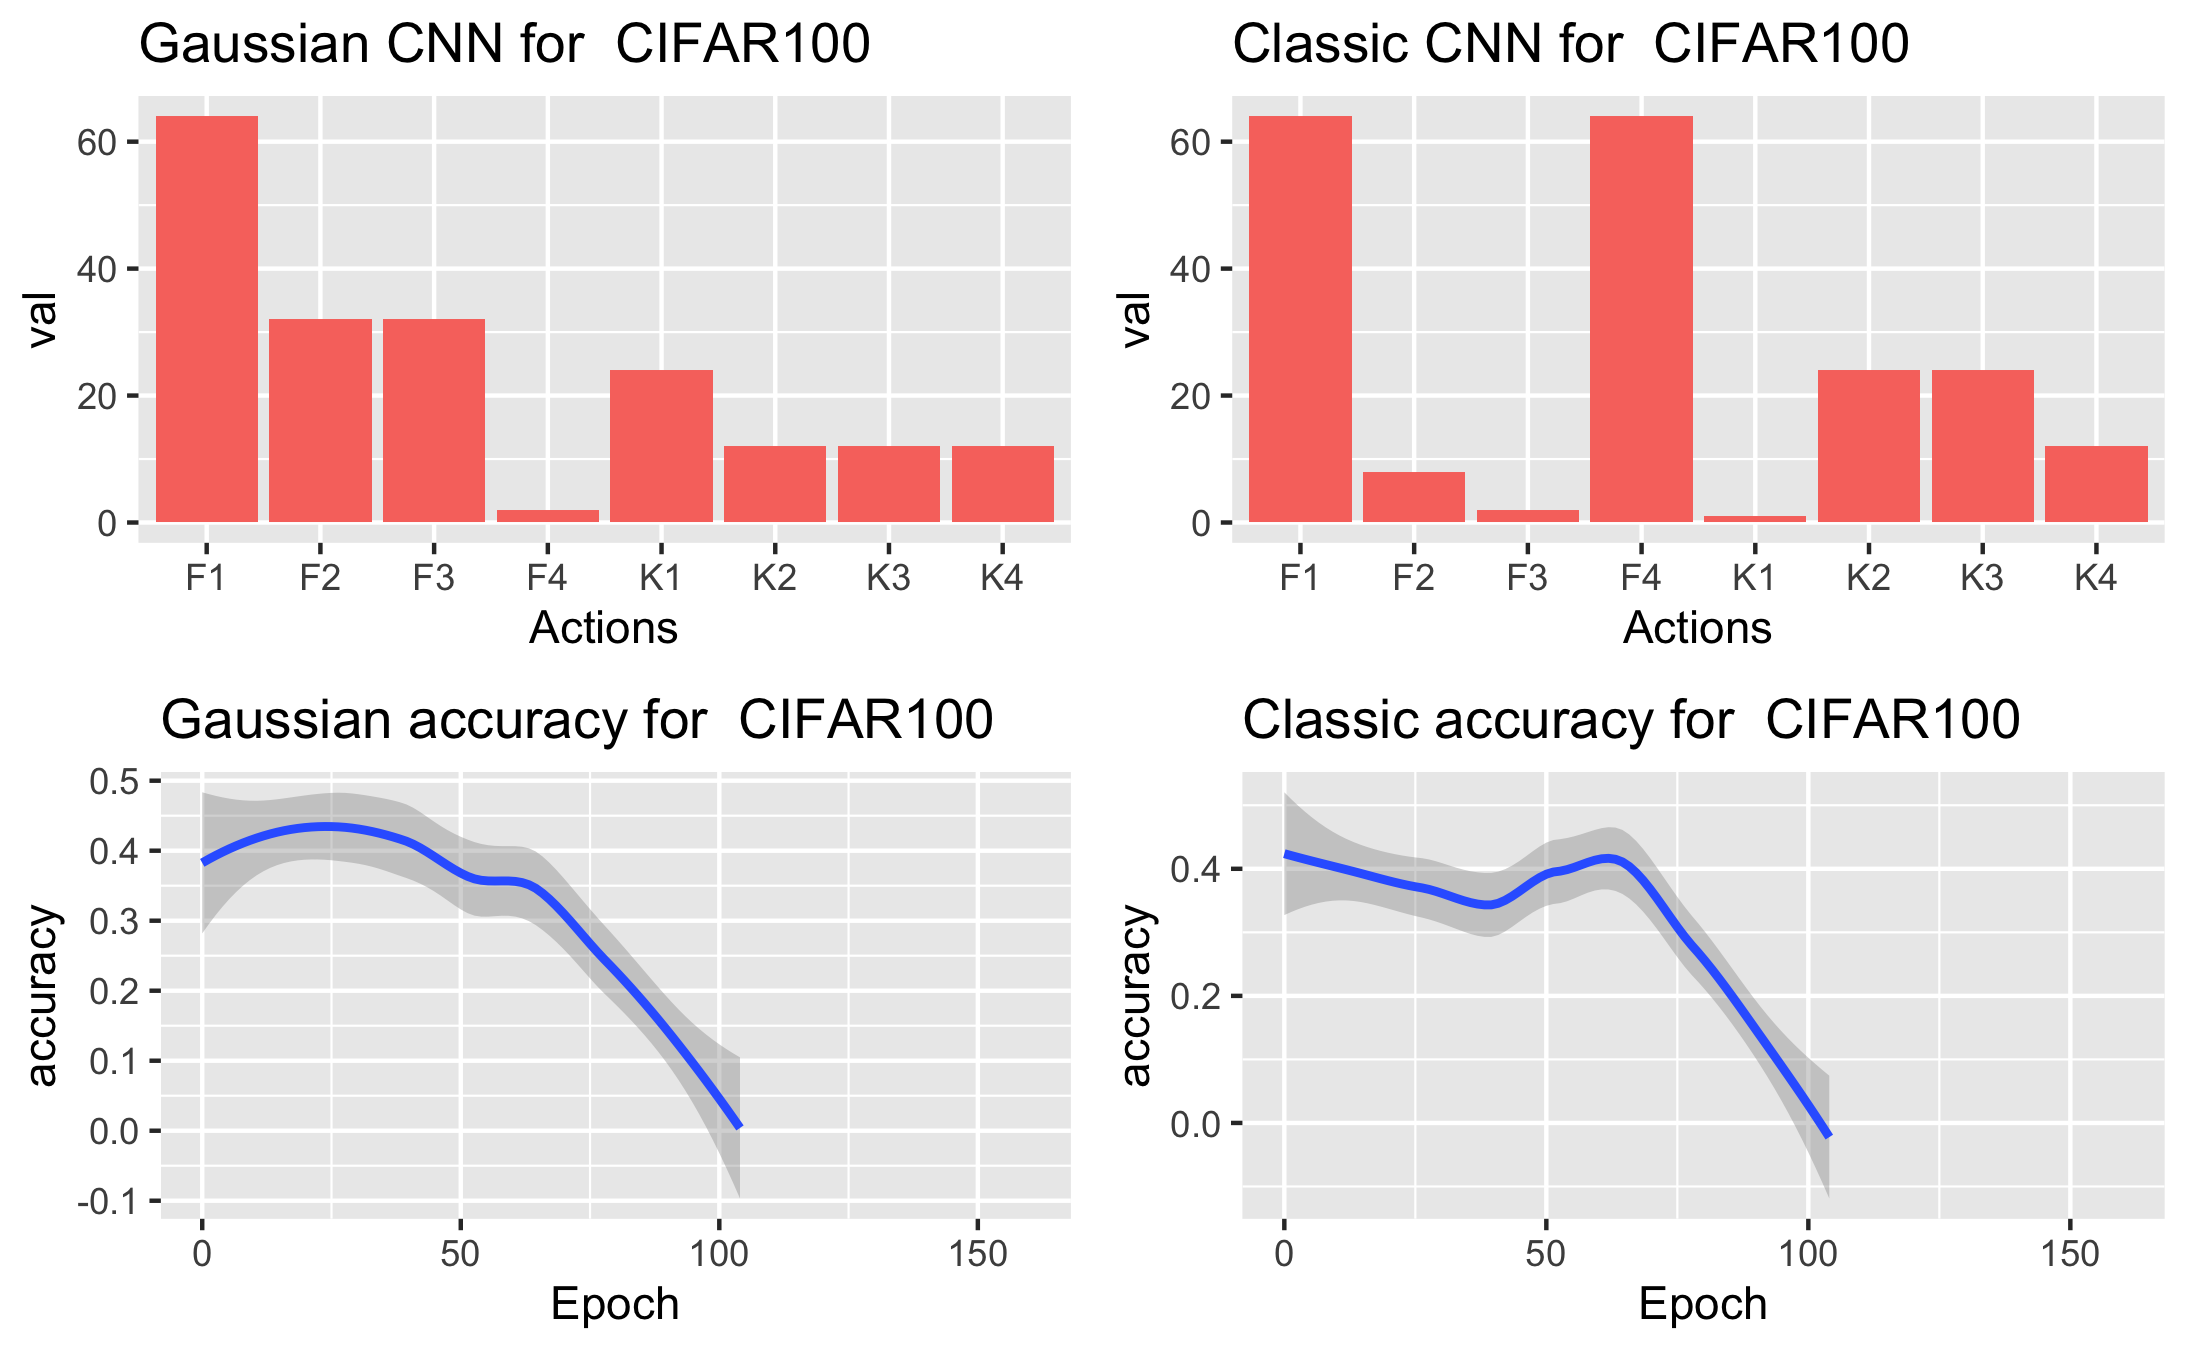 Gaussian CNN for  CIFAR100
val
60
40
20
0
F1 F2 F3 F4 K1 K2 K3 K4
Actions
Classic CNN for  CIFAR100
val
60
40
20
0
F1 F2 F3 F4 K1 K2 K3 K4
Actions
Gaussian accuracy for  CIFAR100
accuracy
0.5
0.4
0.3
0.2
0.1
0.0
-0.1
0 50 100 150
Epoch
Classic accuracy for  CIFAR100
accuracy
0.4
0.2
0.0
0 50 100 150
Epoch